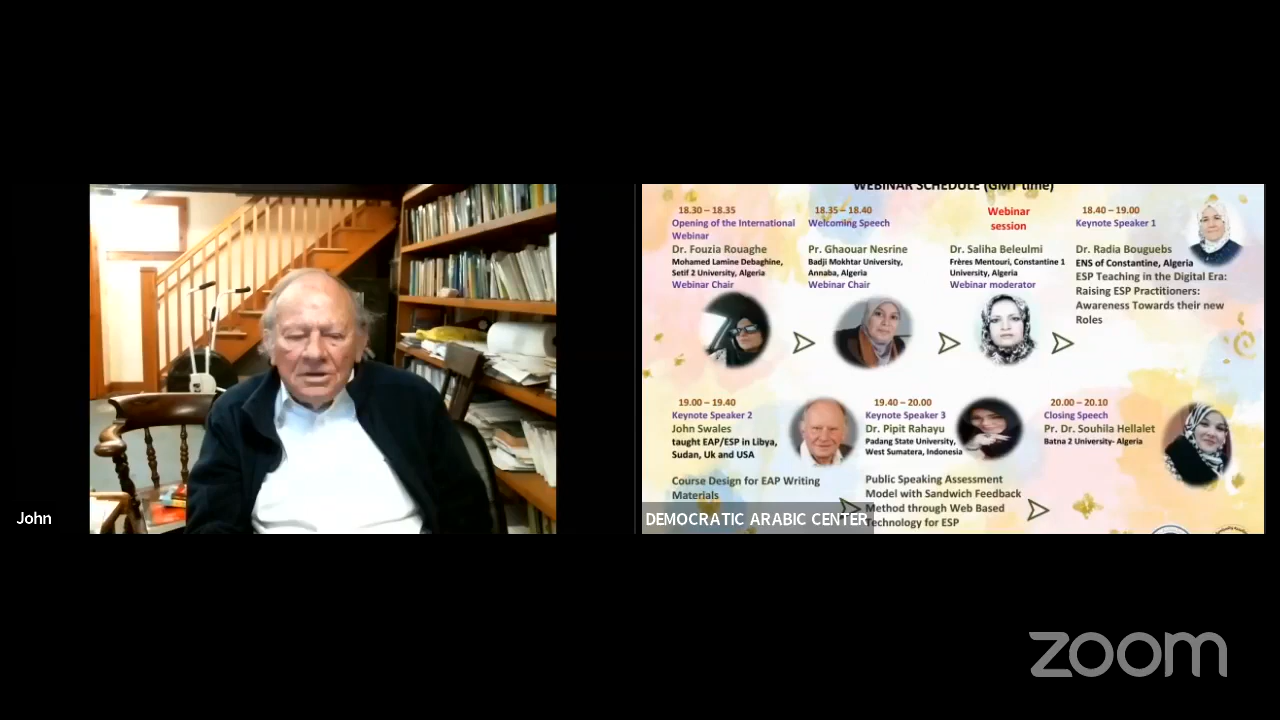 WEBINAR SCHEDULE (GMT time)
18.30 – 18.35
Opening of the International
Webinar
Dr. Fouzia Rouaghe
Mohamed Lamine Debaghine,
Setif 2 University, Algeria
Webinar Chair
18.35 – 18.40
Welcoming Speech
Pr. Ghaouar Nesrine
Badji Mokhtar University,
Annaba, Algeria
Webinar Chair
Webinar
session
Dr. Saliha Beleulmi
Frères Mentouri, Constantine 1
University, Algeria
Webinar moderator
18.40 – 19.00
Keynote Speaker 1
Dr. Radia Bouguebs
ENS of Constantine, Algeria
ESP Teaching in the Digital Era:
Raising ESP Practitioners:
Awareness Towards their new
Roles
19.00 – 19.40
Keynote Speaker 2
John Swales
taught EAP/ESP in Libya,
Sudan, Uk and USA
Course Design for EAP Writing
Materials
19.40 – 20.00
Keynote Speaker 3
Dr. Pipit Rahayu
Padang State University,
West Sumatera, Indonesia
Public Speaking Assessment
Model with Sandwich Feedback
Method through Web Based
Technology for ESP
20.00 – 20.10
Closing Speech
Pr. Dr. Souhila Hellalet
Batna 2 University- Algeria
John
DEMOCRATIC ARABIC CENTER
zoom